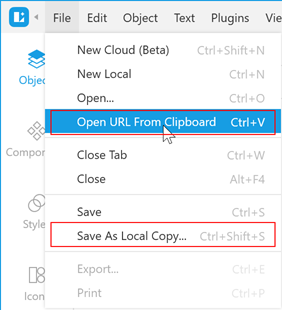 File Edit Object Text Plugins Vie
New Cloud (Beta) Ctrl+Shift+N
New Local Ctrl+N
Open... Ctrl+O
Open URL From Clipboard Ctrl+V
Close Tab Ctrl+W
Close Alt+F4
Save Ctrl+S
Save As Local Copy... Ctrl+Shift+S
Export... Ctrl+E
Print Ctrl+P
Objec
Compor
Style
Icon